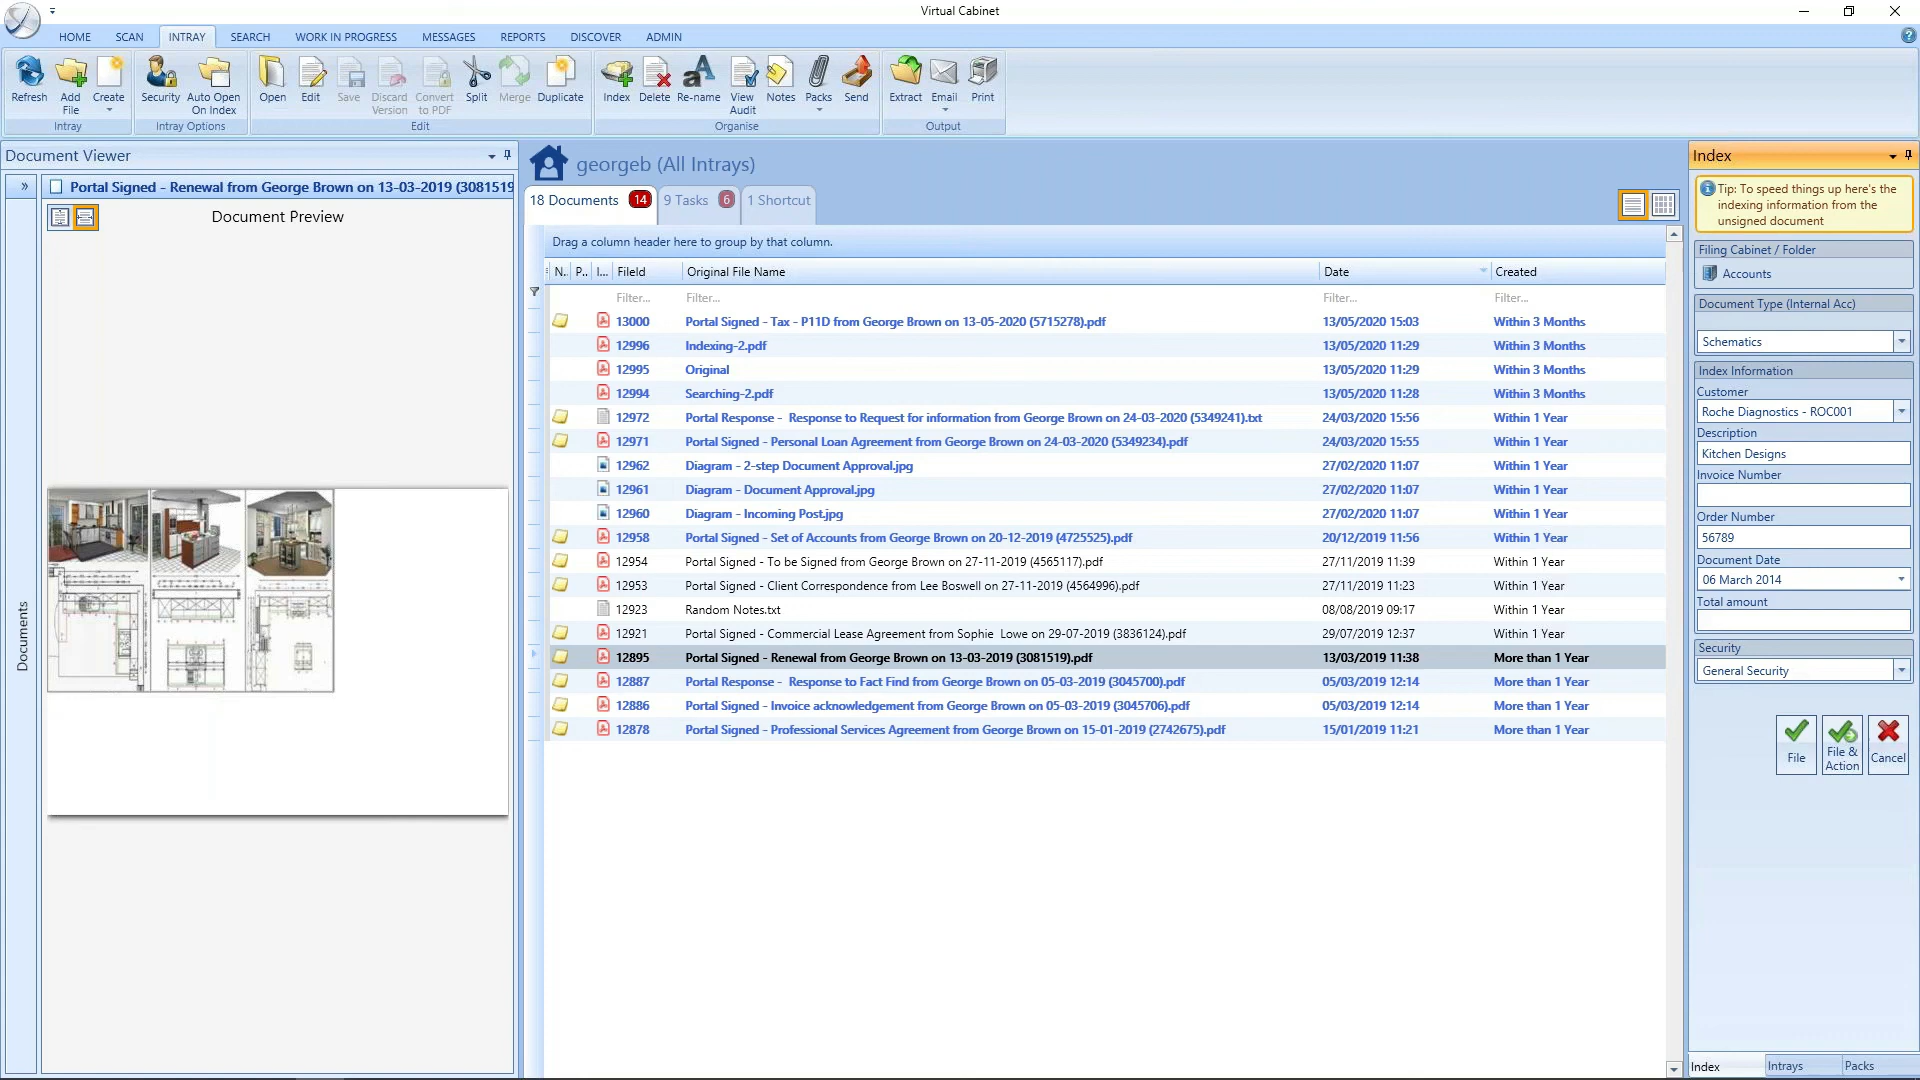 Virtual Cabinet
HOME SCAN INTRAY SEARCH WORK IN PROGRESS MESSAGES REPORTS DISCOVER ADMIN
Refresh Add File Create Security Auto Open On Index Open Edit Save Discard Version Convert to PDF Split Merge Duplicate Index Delete Re-name View Audit Notes Packs Send Extract Email Print
Intray Intray Options Edit Organise Output
Document Viewer
Portal Signed - Renewal from George Brown on 13-03-2019 (3081519
Document Preview
Documents
georgeb (All Intrays)
18 Documents 14 9 Tasks 6 1 Shortcut
Drag a column header here to group by that column.
N.. P.. I... FileId Original File Name Date Created
Filter... Filter... Filter... Filter...
13000 Portal Signed - Tax - P11D from George Brown on 13-05-2020 (5715278).pdf 13/05/2020 15:03 Within 3 Months
12996 Indexing-2.pdf 13/05/2020 11:29 Within 3 Months
12995 Original 13/05/2020 11:29 Within 3 Months
12994 Searching-2.pdf 13/05/2020 11:28 Within 3 Months
12972 Portal Response -  Response to Request for information from George Brown on 24-03-2020 (5349241).txt 24/03/2020 15:56 Within 1 Year
12971 Portal Signed - Personal Loan Agreement from George Brown on 24-03-2020 (5349234).pdf 24/03/2020 15:55 Within 1 Year
12962 Diagram - 2-step Document Approval.jpg 27/02/2020 11:07 Within 1 Year
12961 Diagram - Document Approval.jpg 27/02/2020 11:07 Within 1 Year
12960 Diagram - Incoming Post.jpg 27/02/2020 11:07 Within 1 Year
12958 Portal Signed - Set of Accounts from George Brown on 20-12-2019 (4725525).pdf 20/12/2019 11:56 Within 1 Year
12954 Portal Signed - To be Signed from George Brown on 27-11-2019 (4565117).pdf 27/11/2019 11:39 Within 1 Year
12953 Portal Signed - Client Correspondence from Lee Boswell on 27-11-2019 (4564996).pdf 27/11/2019 11:23 Within 1 Year
12923 Random Notes.txt 08/08/2019 09:17 Within 1 Year
12921 Portal Signed - Commercial Lease Agreement from Sophie  Lowe on 29-07-2019 (3836124).pdf 29/07/2019 12:37 Within 1 Year
12895 Portal Signed - Renewal from George Brown on 13-03-2019 (3081519).pdf 13/03/2019 11:38 More than 1 Year
12887 Portal Response -  Response to Fact Find from George Brown on 05-03-2019 (3045700).pdf 05/03/2019 12:14 More than 1 Year
12886 Portal Signed - Invoice acknowledgement from George Brown on 05-03-2019 (3045706).pdf 05/03/2019 12:14 More than 1 Year
12878 Portal Signed - Professional Services Agreement from George Brown on 15-01-2019 (2742675).pdf 15/01/2019 11:21 More than 1 Year
Index
Tip: To speed things up here's the
indexing information from the
unsigned document
Filing Cabinet / Folder
Accounts
Document Type (Internal Acc)
Schematics
Index Information
Customer
Roche Diagnostics - ROC001
Description
Kitchen Designs
Invoice Number
Order Number
56789
Document Date
06 March 2014
Total amount
Security
General Security
File File & Action Cancel
Index Intrays Packs